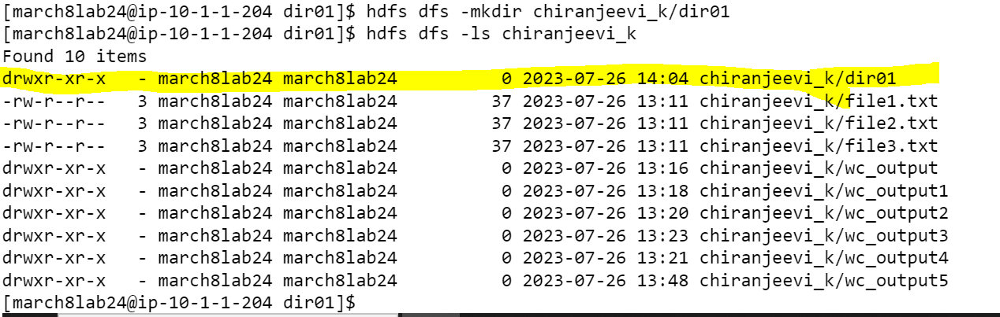 [march8lab24@ip-10-1-1-204 dir01]$ hdfs dfs -mkdir chiranjeevi_k/dir01
[march8lab24@ip-10-1-1-204 dir01]$ hdfs dfs -ls chiranjeevi_k
Found 10 items
drwxr-xr-x   - march8lab24 march8lab24          0 2023-07-26 14:04 chiranjeevi_k/dir01
-rw-r--r--   3 march8lab24 march8lab24         37 2023-07-26 13:11 chiranjeevi_k/file1.txt
-rw-r--r--   3 march8lab24 march8lab24         37 2023-07-26 13:11 chiranjeevi_k/file2.txt
-rw-r--r--   3 march8lab24 march8lab24         37 2023-07-26 13:11 chiranjeevi_k/file3.txt
drwxr-xr-x   - march8lab24 march8lab24          0 2023-07-26 13:16 chiranjeevi_k/wc_output
drwxr-xr-x   - march8lab24 march8lab24          0 2023-07-26 13:18 chiranjeevi_k/wc_output1
drwxr-xr-x   - march8lab24 march8lab24          0 2023-07-26 13:20 chiranjeevi_k/wc_output2
drwxr-xr-x   - march8lab24 march8lab24          0 2023-07-26 13:23 chiranjeevi_k/wc_output3
drwxr-xr-x   - march8lab24 march8lab24          0 2023-07-26 13:21 chiranjeevi_k/wc_output4
drwxr-xr-x   - march8lab24 march8lab24          0 2023-07-26 13:48 chiranjeevi_k/wc_output5
[march8lab24@ip-10-1-1-204 dir01]$